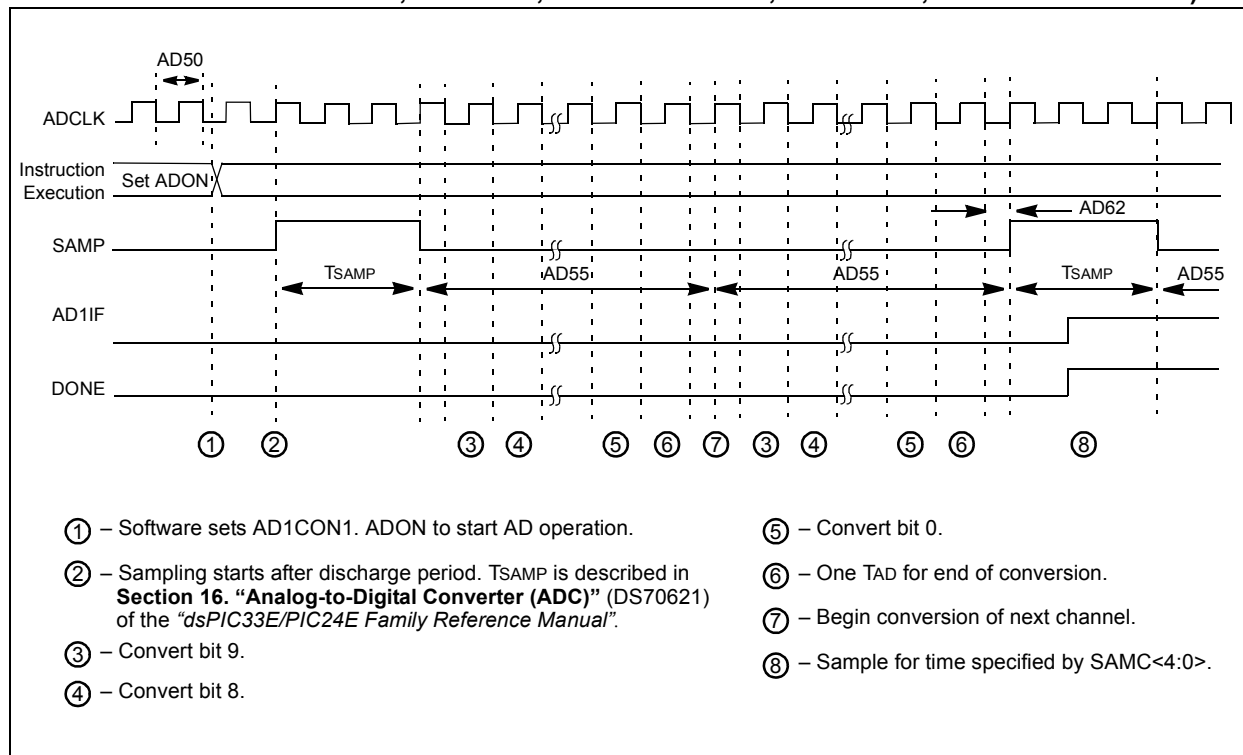 AD50
ADCLK
Instruction
Execution
Set ADON
AD62
SAMP
TSAMP
AD55
AD55
TSAMP
AD55
AD1IF
DONE
1 2 3 4 5 6 7 3 4 5 6 8
1 – Software sets AD1CON1. ADON to start AD operation.
2 – Sampling starts after discharge period. TSAMP is described in
Section 16. “Analog-to-Digital Converter (ADC)” (DS70621)
of the “dsPIC33E/PIC24E Family Reference Manual”.
3 – Convert bit 9.
4 – Convert bit 8.
5 – Convert bit 0.
6 – One TAD for end of conversion.
7 – Begin conversion of next channel.
8 – Sample for time specified by SAMC<4:0>.